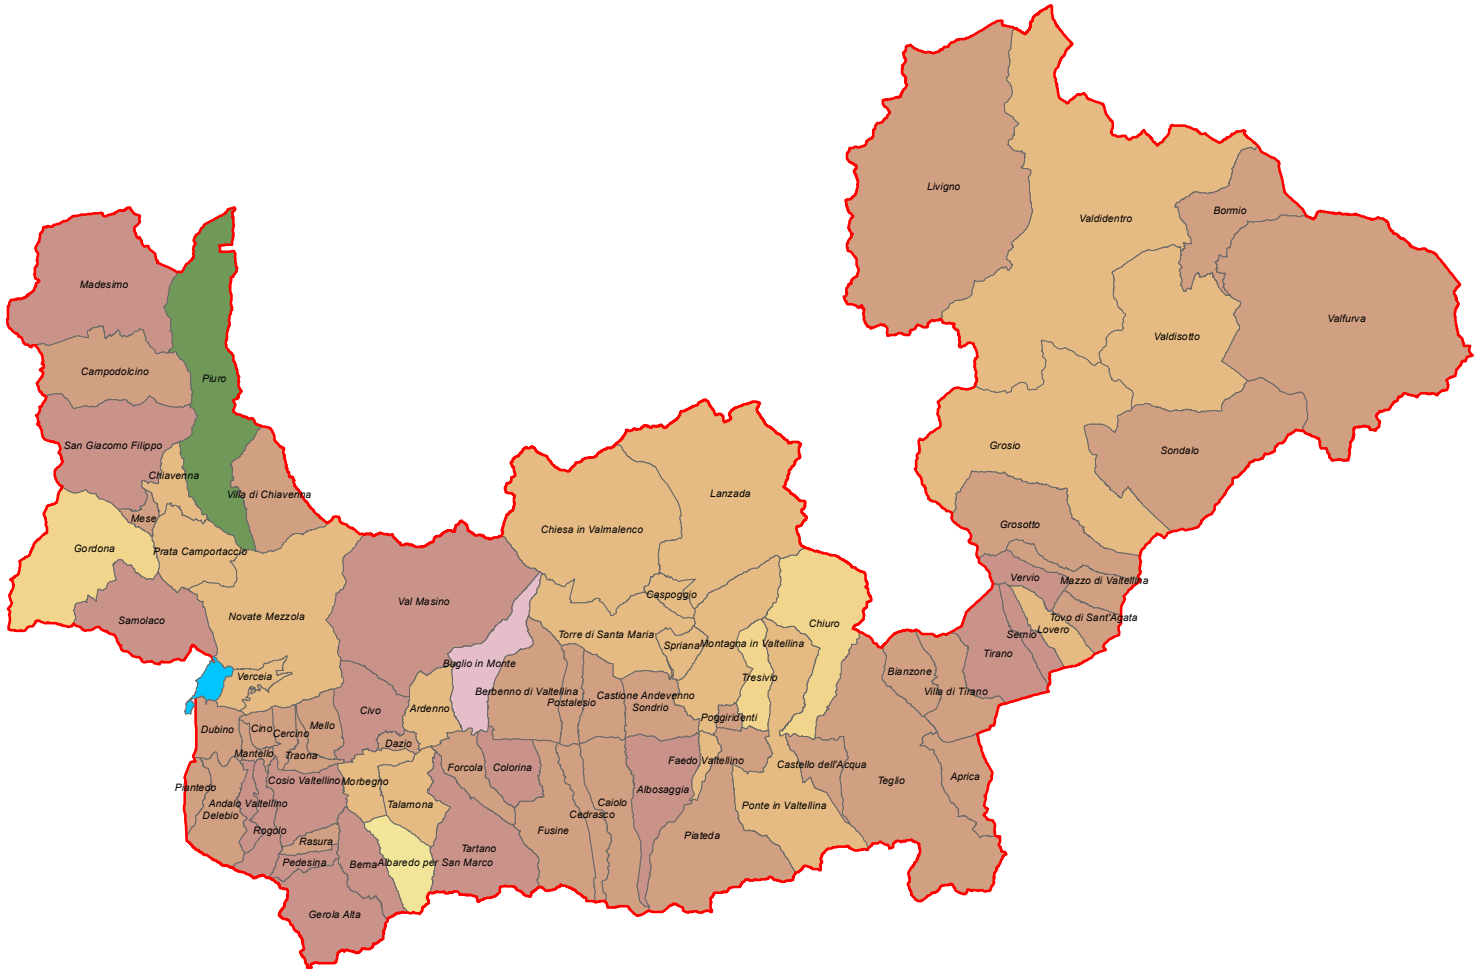 Livigno
Valdidentro
Bormio
Madesimo
Valfurva
Valdisotto
Campodolcino
Piuro
San Giacomo Filippo
Grosio
Sondalo
Chiavenna
Villa di Chiavenna
Lanzada
Mese
Grosotto
Chiesa in Valmalenco
Gordona
Prata Camportaccio
Vervio
Mazzo di Valtellina
Caspoggio
Val Masino
Novate Mezzola
Samolaco
Tovo di Sant'Agata
Chiuro
Lovero
Sernio
Torre di Santa Maria
Spriana
Montagna in Valtellina
Tirano
Buglio in Monte
Bianzone
Verceia
Tresivio
Berbenno di Valtellina
Villa di Tirano
Castione Andevenno
Postalesio
Sondrio
Ardenno
Civo
Poggiridenti
Mello
Dubino
Cino
Cercino
Dazio
Mantello
Traona
Faedo Valtellino
Castello dell'Acqua
Forcola
Colorina
Aprica
Teglio
Cosio Valtellino
Morbegno
Piantedo
Albosaggia
Andalo Valtellino
Caiolo
Talamona
Ponte in Valtellina
Delebio
Cedrasco
Rogolo
Fusine
Piateda
Rasura
Tartano
Pedesina
Bema
Albaredo per San Marco
Gerola Alta